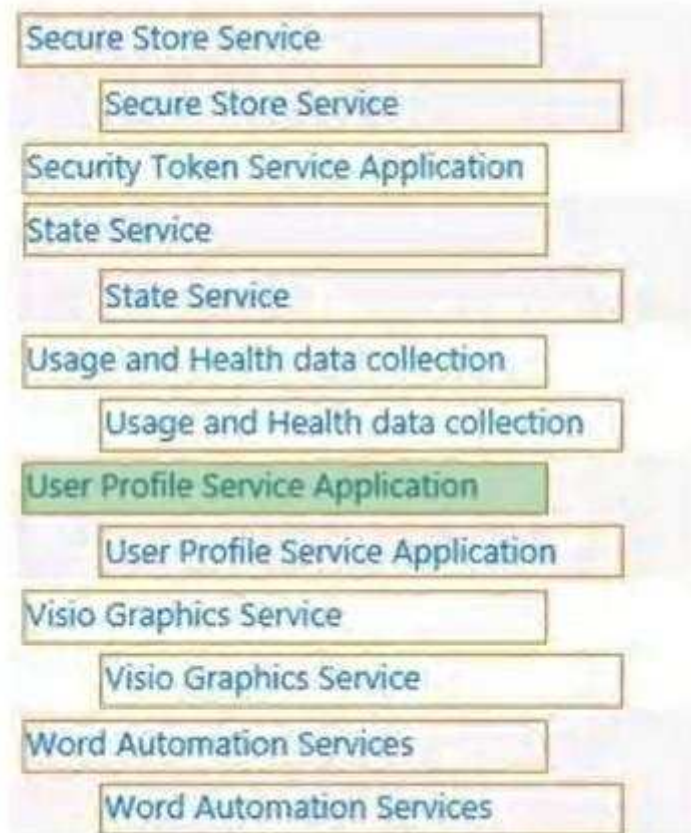 Secure Store Service
Secure Store Service
Security Token Service Application
State Service
State Service
Usage and Health data collection
Usage and Health data collection
User Profile Service Application
User Profile Service Application
Visio Graphics Service
Visio Graphics Service
Word Automation Services
Word Automation Services